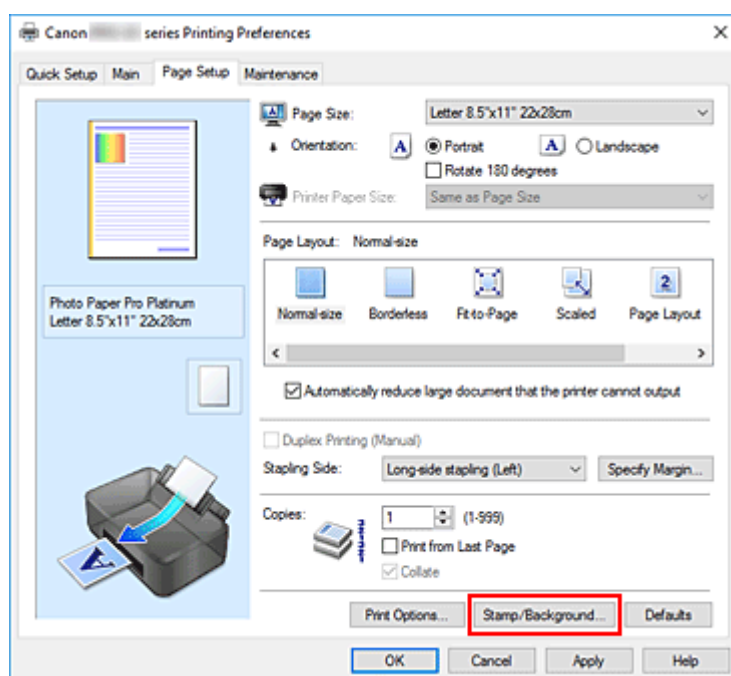 Canon series Printing Preferences
Quick Setup Main Page Setup Maintenance
Page Size: Letter 8.5"x11" 22x28cm
Orientation: A Portrait A Landscape
Rotate 180 degrees
Printer Paper Size: Same as Page Size
Page Layout: Normal-size
2
Normal-size Borderless Fit-to-Page Scaled Page Layout
Photo Paper Pro Platinum
Letter 8.5"x11" 22x28cm
Automatically reduce large document that the printer cannot output
Duplex Printing (Manual)
Stapling Side: Long-side stapling (Left) Specify Margin...
Copies: 1 (1-999)
Print from Last Page
Collate
A
Print Options... Stamp/Background... Defaults
OK Cancel Apply Help